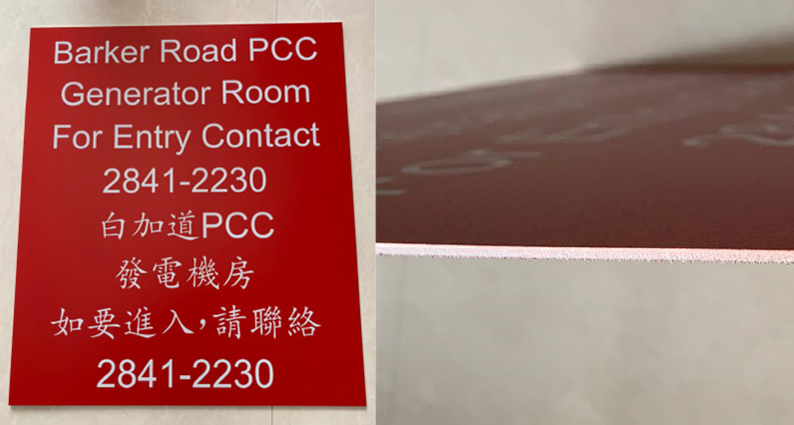 Barker Road PCC
Generator Room
For Entry Contact
2841-2230
白加道PCC
發電機房
如要進入，請聯絡
2841-2230